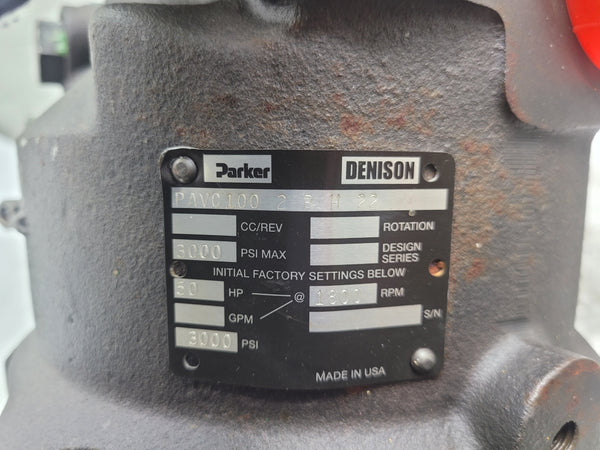 Parker DENISON
PAVC100 2 R H 22
CC/REV ROTATION
3000 PSI MAX DESIGN SERIES
INITIAL FACTORY SETTINGS BELOW
HP @ 1800 RPM
GPM S/N
3000 PSI
MADE IN USA